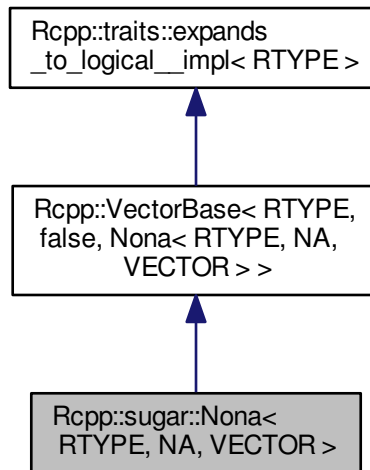 Rcpp::traits::expands
_to_logical__impl< RTYPE >
Rcpp::VectorBase< RTYPE,
false, Nona< RTYPE, NA,
VECTOR > >
Rcpp::sugar::Nona<
RTYPE, NA, VECTOR >